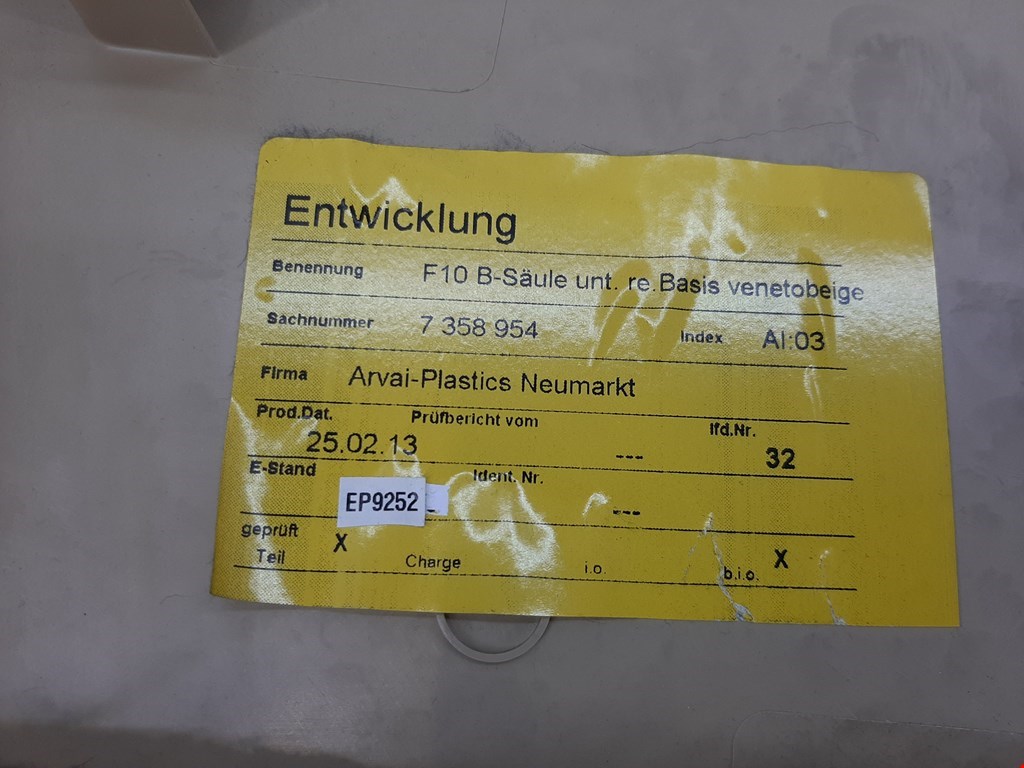 Entwicklung
Benennung F10 B-Säule unt. re.Basis venetobeige
Sachnummer 7 358 954 Index AI:03
Firma Arvai-Plastics Neumarkt
Prod.Dat. Prüfbericht vom lfd.Nr.
25.02.13 --- 32
E-Stand Ident. Nr.
EP9252 ---
geprüft
Teil X Charge i.o. b.i.o. X